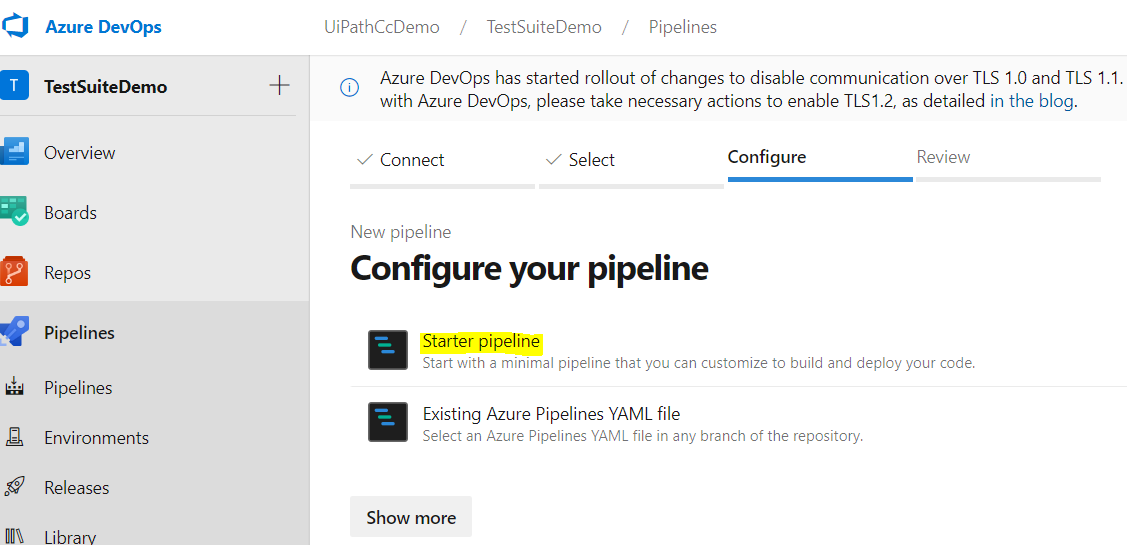 Azure DevOps
UiPathCcDemo / TestSuiteDemo / Pipelines
T TestSuiteDemo
Overview
Boards
Repos
Pipelines
Pipelines
Environments
Releases
Library
Azure DevOps has started rollout of changes to disable communication over TLS 1.0 and TLS 1.1.
with Azure DevOps, please take necessary actions to enable TLS1.2, as detailed in the blog.
Connect
Select
Configure
Review
New pipeline
Configure your pipeline
Starter pipeline
Start with a minimal pipeline that you can customize to build and deploy your code.
Existing Azure Pipelines YAML file
Select an Azure Pipelines YAML file in any branch of the repository.
Show more